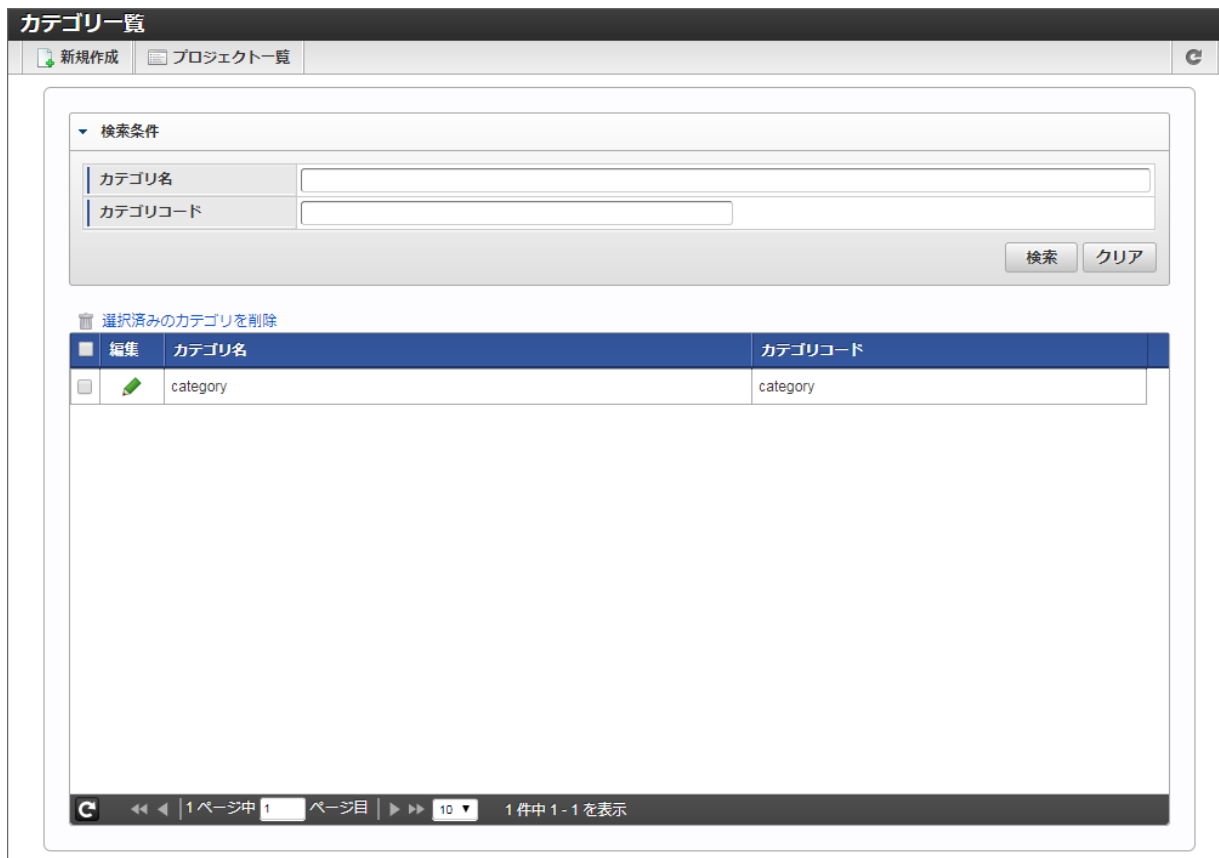 カテゴリ一覧
新規作成 プロジェクト一覧
検索条件
カテゴリ名
カテゴリコード
検索 クリア
選択済みのカテゴリを削除
編集 カテゴリ名 カテゴリコード
category category
1 ページ中 1 ページ目 10 1 件中 1 - 1 を表示